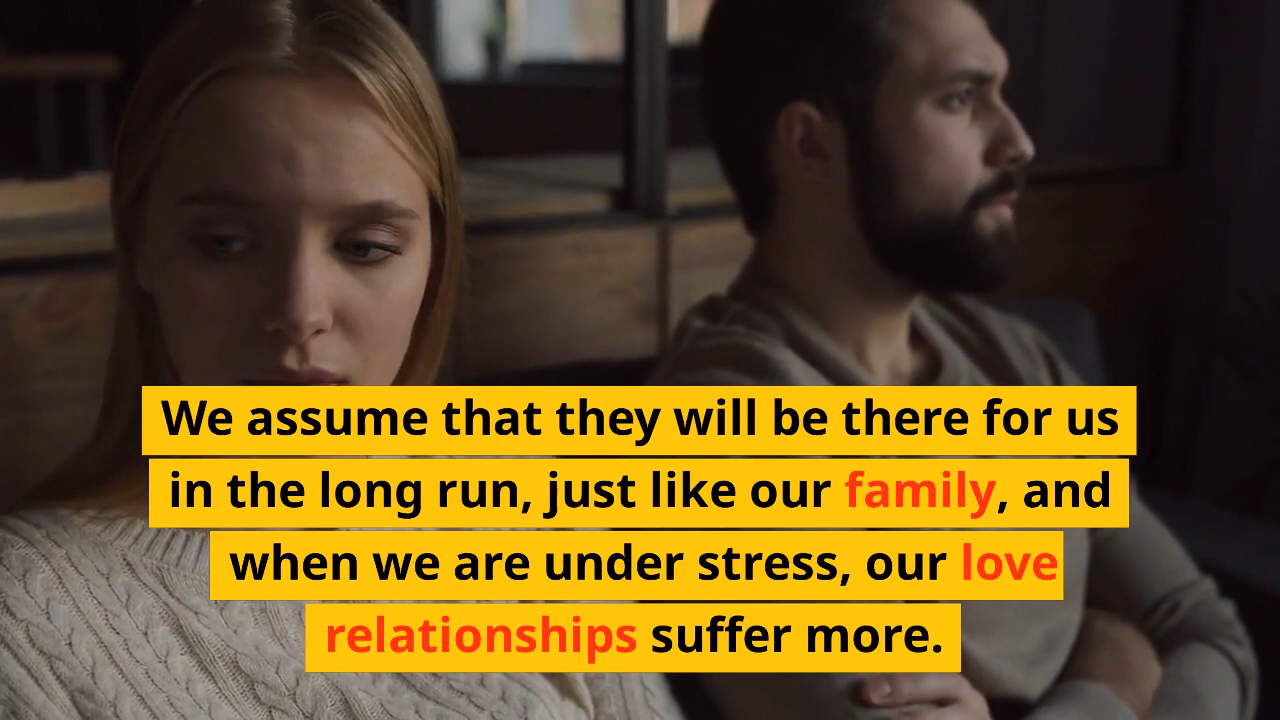 We assume that they will be there for us
in the long run, just like our family, and
when we are under stress, our love
relationships suffer more.